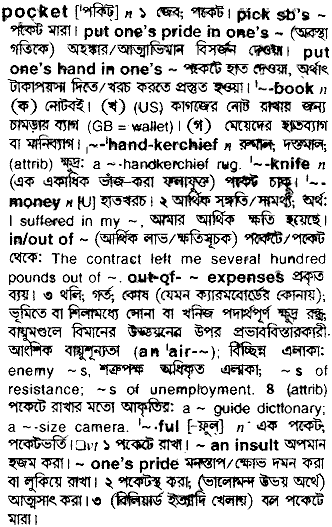 pocket ['পকিট্] n ১ জেব; পকেট। pick sb's ~
পকেট মারা। put one's pride in one's ~ (অবস্থা
গতিকে) অহঙ্কার/আত্মাভিমান বিসর্জন দেওয়া। put
one's hand in one's ~ পকেটে হাত দেওয়া, অর্থাৎ
টাকাপয়সা দিতে/খরচ করতে প্রস্তুত হওয়া। '~-book n
(ক) নোটবই। (খ) (US) কাগজের নোট রাখার জন্য
চামড়ার ব্যাগ (GB = wallet)। (গ) মেয়েদের হাতব্যাগ
বা মানিব্যাগ। ,~-'hand-kerchief n রুমাল, দস্তমাল;
(attrib) ক্ষুদ্র: a ~-handkerchief rug. '~-knife n
(এক একাধিক ভাঁজ-করা ফলাযুক্ত) পকেট চাকু। '~-
money n [U] হাতখরচ। ২ আর্থিক সঙ্গতি/সামর্থ্য; অর্থ:
I suffered in my ~, আমার আর্থিক ক্ষতি হয়েছে।
in/out of ~ (আর্থিক লাভ/ক্ষতিসূচক) পকেটে/পকেট
থেকে: The contract left me several hundred
pounds out of ~. out-of- ~ expenses প্রকৃত
ব্যয়। ৩ থলি, গর্ত, কোষ (যেমন ক্যারমবোর্ডের কোনায়);
ভূমিতে বা শিলামধ্যে সোনা বা খনিজ পদার্থপূর্ণ ক্ষুদ্র রন্ধ্র;
বায়ুমণ্ডলে বিমানের উড্ডয়নের উপর প্রভাববিস্তারকারী
আংশিক বায়ুশূন্যতা (an 'air-~); বিচ্ছিন্ন এলাকা:
enemy ~s, শত্রুপক্ষ অধিকৃত এলাকা; ~s of
resistance; ~s of unemployment. 8 (attrib)
পকেটে রাখার মতো আকৃতির: a ~ guide dictionary;
a ~-size camera. '~-ful [-ফুল্] n এক পকেট;
পকেটভর্তি। □vt ১ পকেটে রাখা। ~ an insult অপমান
হজম করা। ~ one's pride মনস্তাপ/ক্ষোভ দমন করা
বা লুকিয়ে রাখা। ২ পকেটস্থ করা; (ভালোমন্দ উভয় অর্থে)
আত্মসাৎ করা। ৩ (বিলিয়ার্ড ইত্যাদি খেলায়) বল পকেটে
মারা।